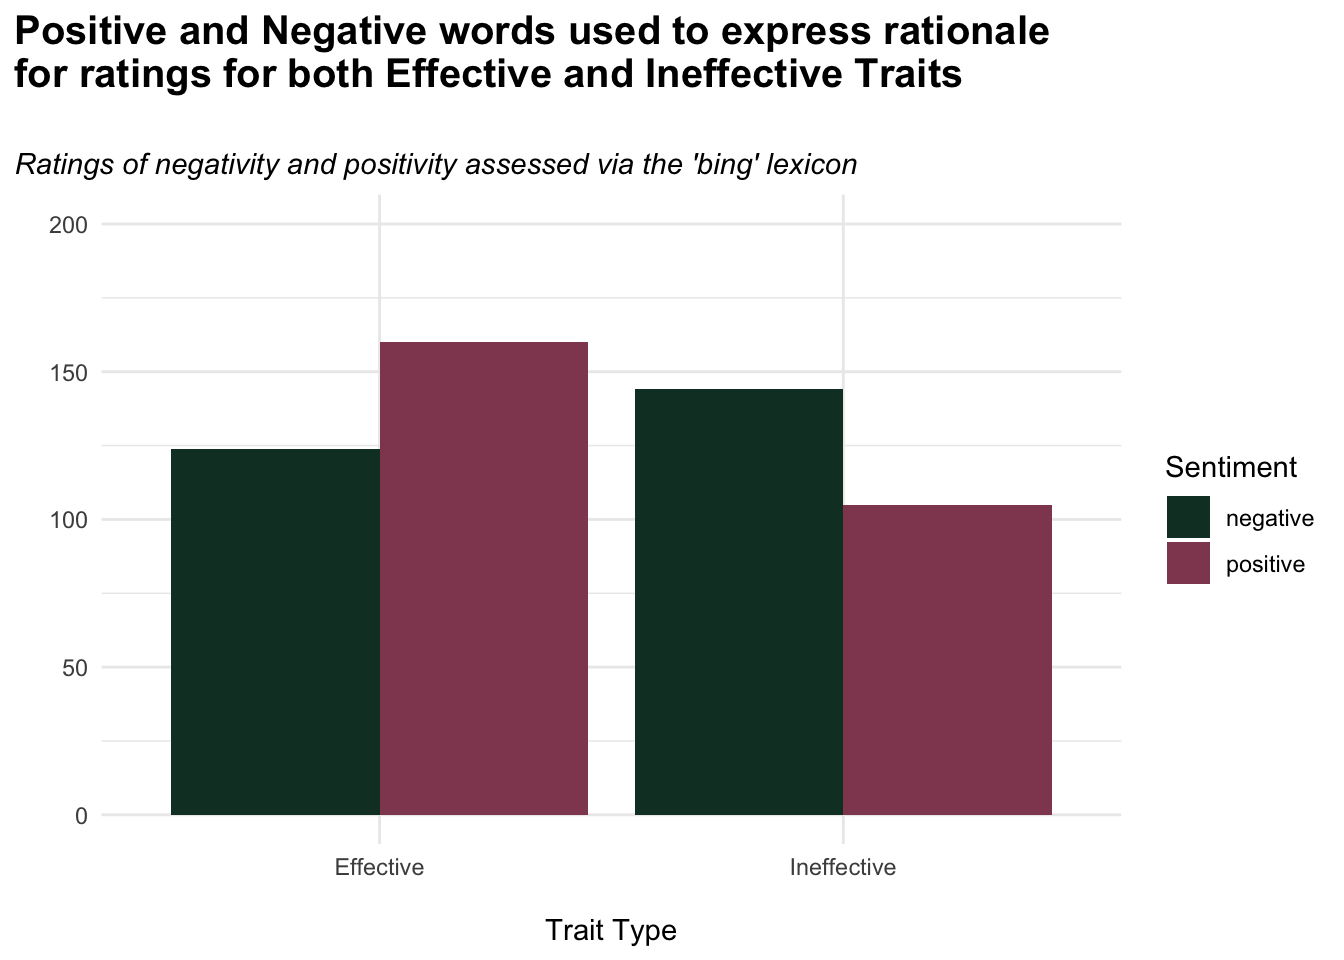 Positive and Negative words used to express rationale
for ratings for both Effective and Ineffective Traits
Ratings of negativity and positivity assessed via the 'bing' lexicon
200
150
100
50
0
Effective
Ineffective
Trait Type
Sentiment
negative
positive